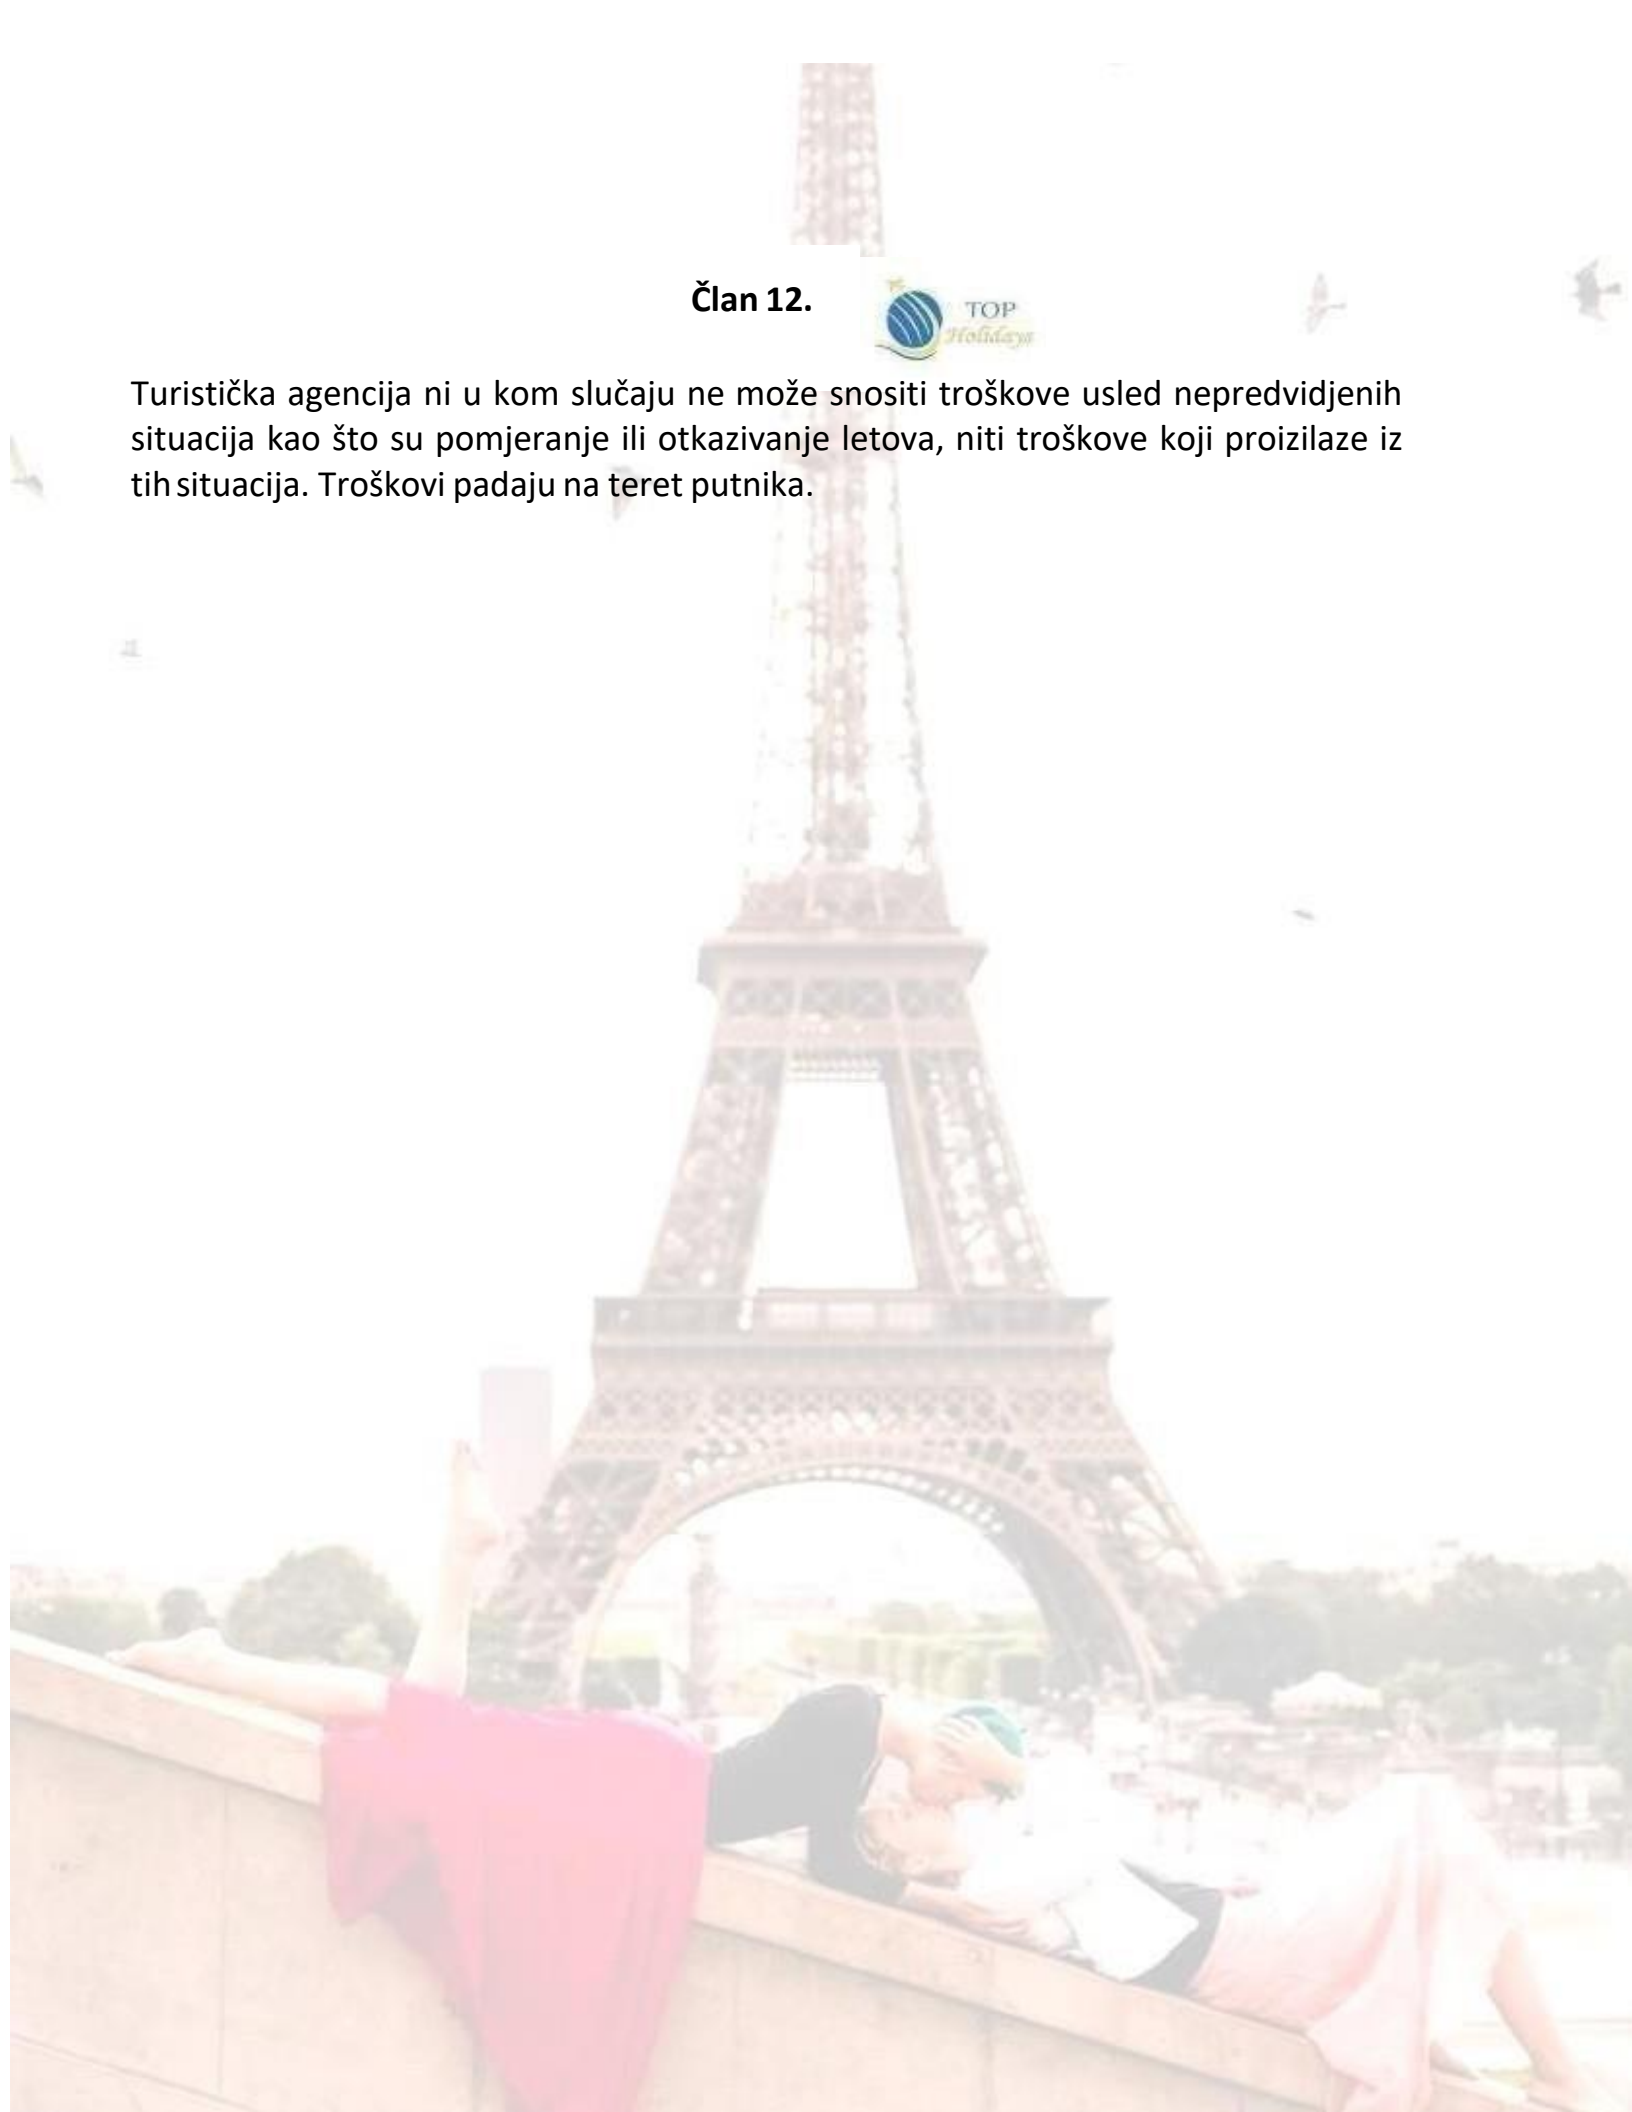 Član 12.
TOP
Holidays
Turistička agencija ni u kom slučaju ne može snositi troškove usled nepredvidjenih
situacija kao što su pomjeranje ili otkazivanje letova, niti troškove koji proizilaze iz
tih situacija. Troškovi padaju na teret putnika.